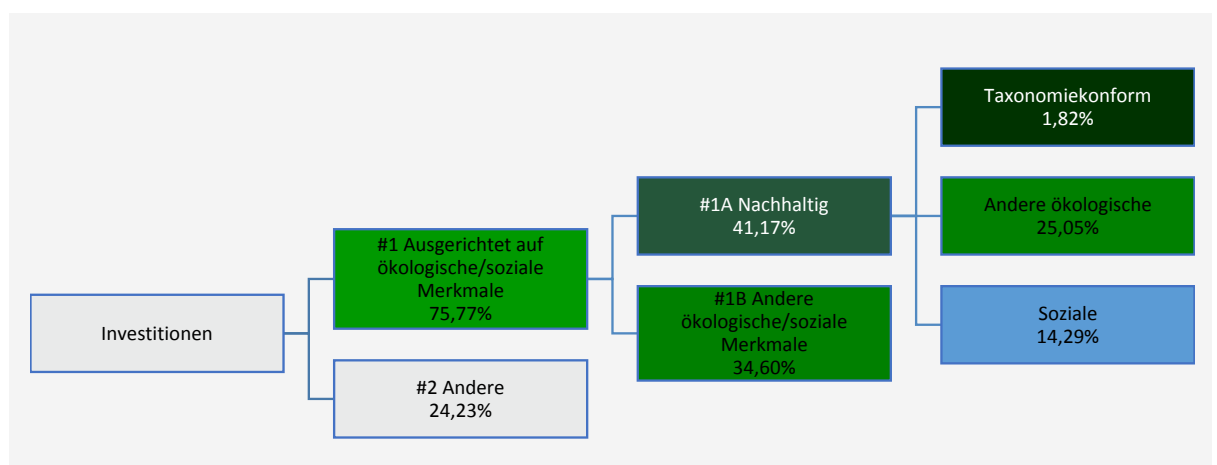 Investitionen
#1 Ausgerichtet auf
ökologische/soziale
Merkmale
75,77%
#2 Andere
24,23%
#1A Nachhaltig
41,17%
#1B Andere
ökologische/soziale
Merkmale
34,60%
Taxonomiekonform
1,82%
Andere ökologische
25,05%
Soziale
14,29%